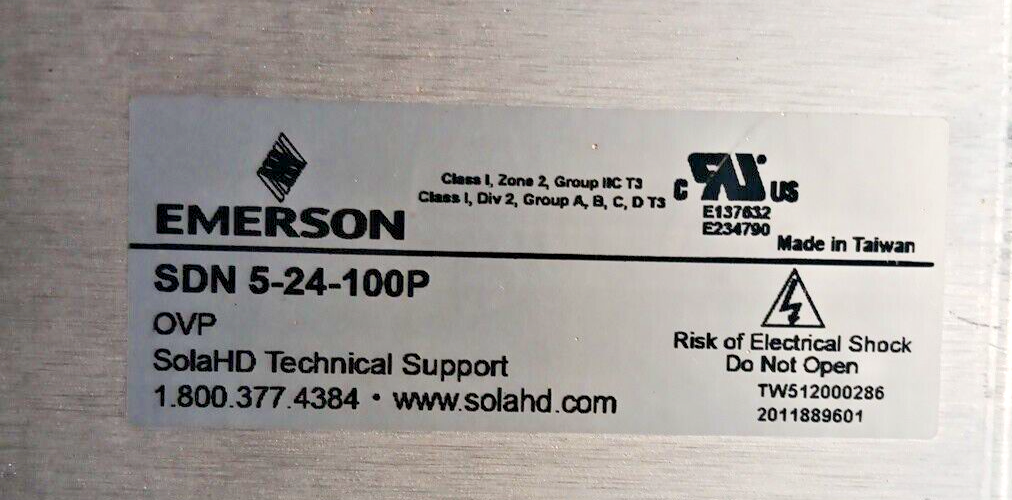 Class I, Zone 2, Group IIC T3
Class I, Div 2, Group A, B, C, D T3
C UL US
E137632
E234790
EMERSON
Made in Taiwan
SDN 5-24-100P
OVP
SolaHD Technical Support
1.800.377.4384 • www.solahd.com
Risk of Electrical Shock
Do Not Open
TW512000286
2011889601